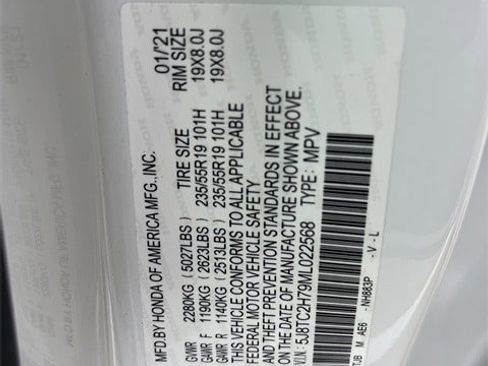 MFD BY HONDA OF AMERICA MFG., INC. 01/'21
TIRE SIZE RIM SIZE
GVWR 2280KG (5027LBS)
GAWR F 1190KG (2623LBS) 235/55R19 101H 19X8.0J
GAWR R 1140KG (2513LBS) 235/55R19 101H 19X8.0J
THIS VEHICLE CONFORMS TO ALL APPLICABLE
FEDERAL MOTOR VEHICLE SAFETY
AND THEFT PREVENTION STANDARDS IN EFFECT
ON THE DATE OF MANUFACTURE SHOWN ABOVE.
V.I.N: 5J8TC2H79ML022568 TYPE: MPV
TJB M AE6 NH883P -V-L